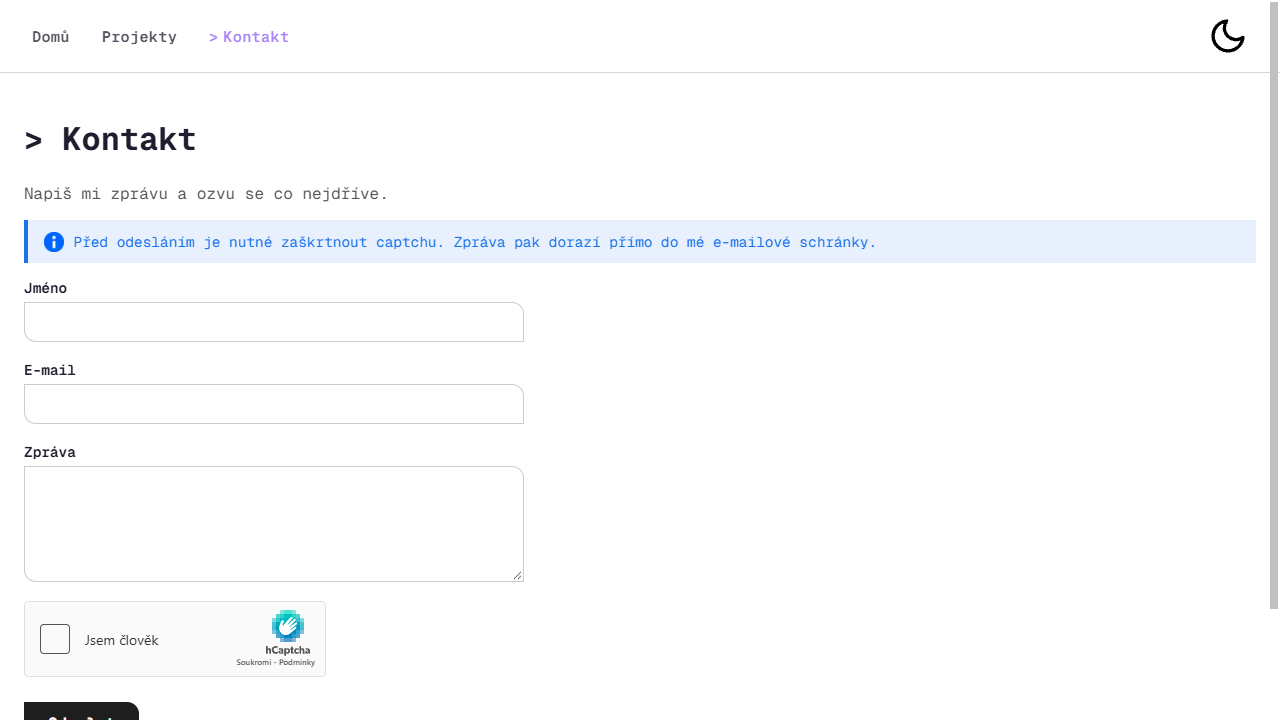 Domů
Projekty
> Kontakt
> Kontakt
Napiš mi zprávu a ozvu se co nejdříve.
Před odesláním je nutné zaškrtnout captchu. Zpráva pak dorazí přímo do mé e-mailové schránky.
Jméno
E-mail
Zpráva
Jsem člověk
hCaptcha
Soukromi - Podmínky